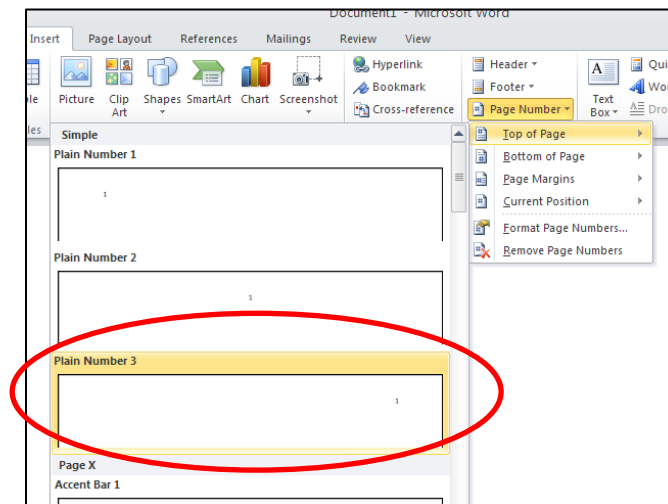 Document1 - Microsoft Word
Insert Page Layout References Mailings Review View
Picture Clip Art Shapes SmartArt Chart Screenshot
Hyperlink
Bookmark
Cross-reference
Header
Footer
Page Number
A
Text Box
Simple
Plain Number 1
1
Plain Number 2
1
Plain Number 3
1
Page X
Accent Bar 1
Top of Page
Bottom of Page
Page Margins
Current Position
Format Page Numbers...
Remove Page Numbers